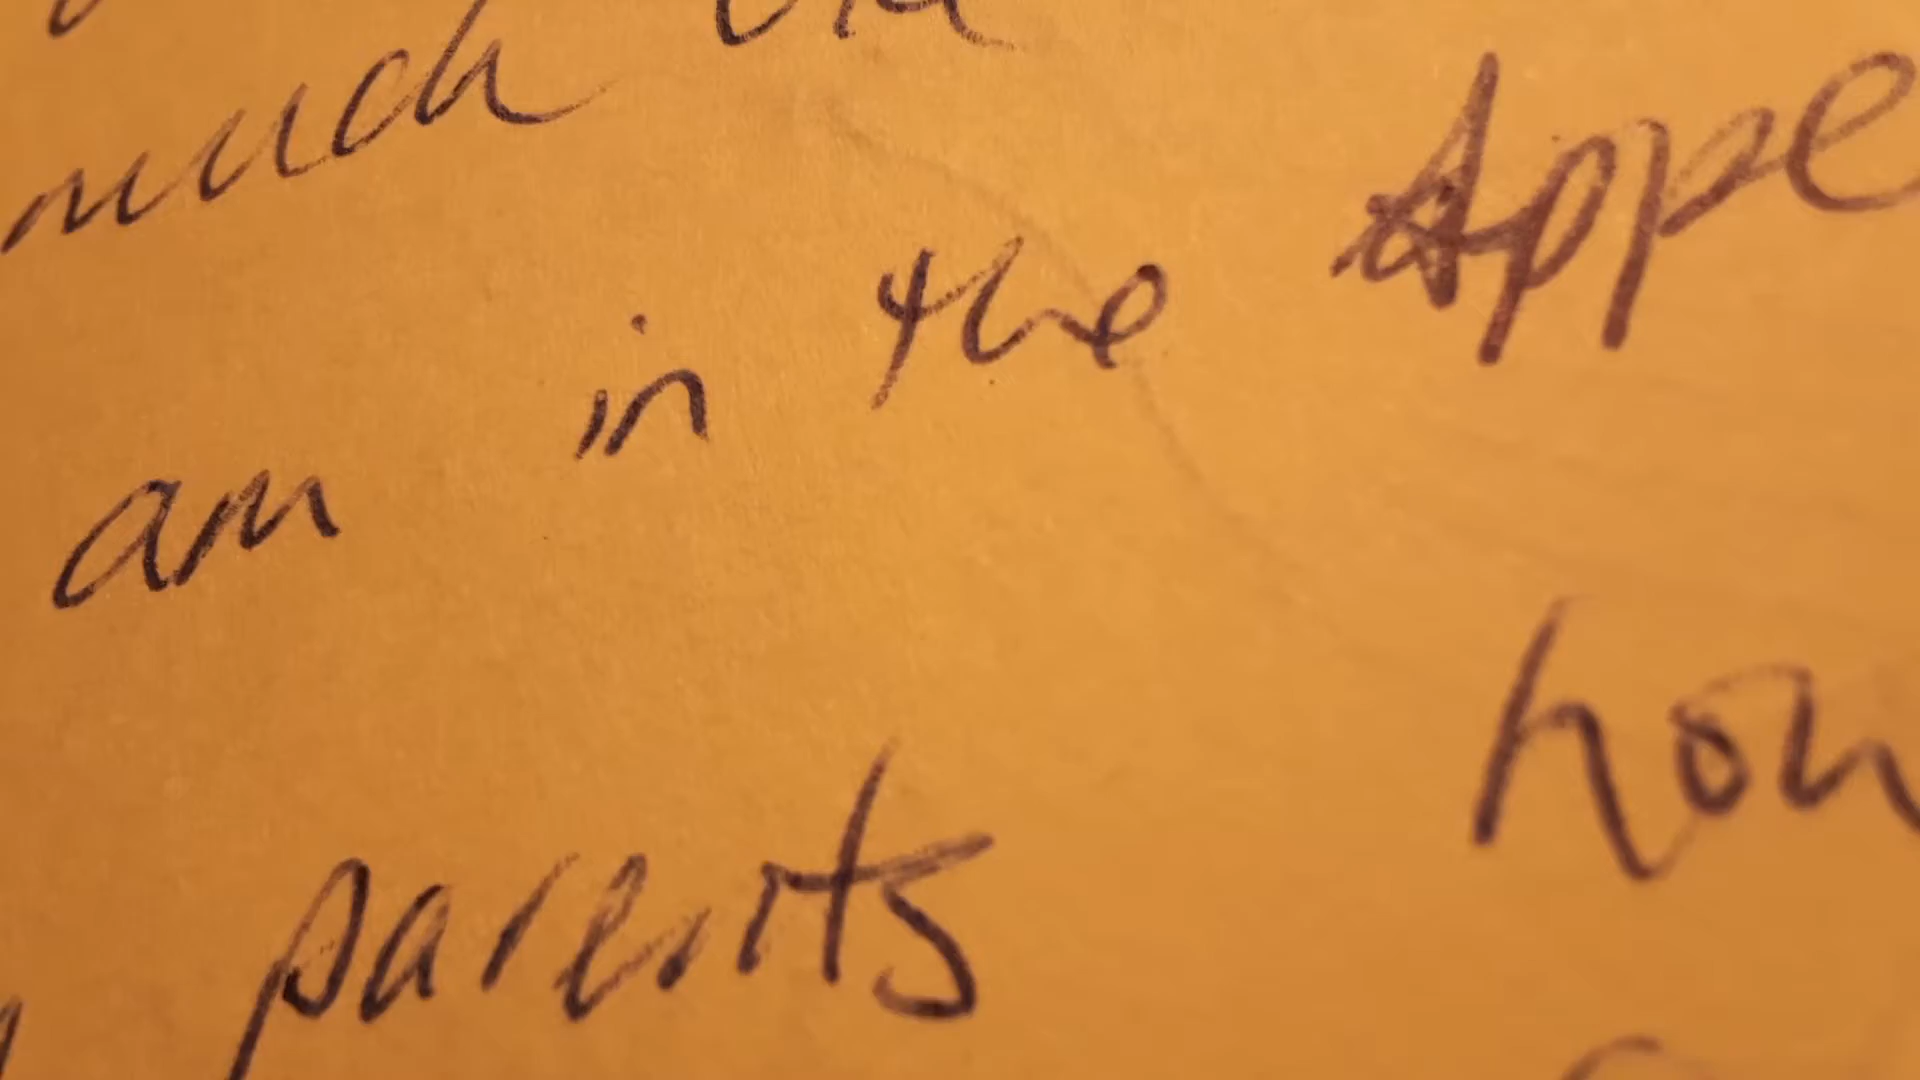 much
am in the Appe
parents hou